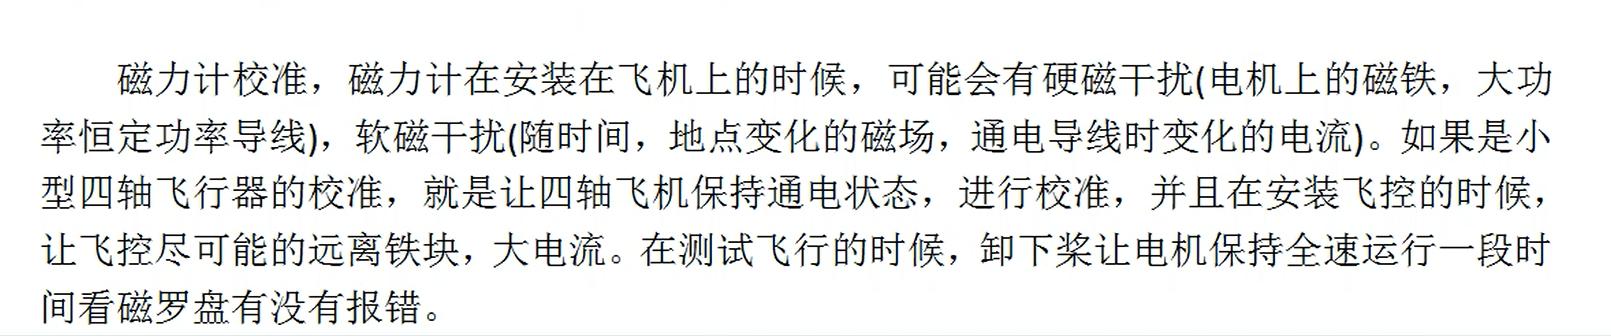 磁力计校准，磁力计在安装在飞机上的时候，可能会有硬磁干扰(电机上的磁铁，大功
率恒定功率导线)，软磁干扰(随时间，地点变化的磁场，通电导线时变化的电流)。如果是小
型四轴飞行器的校准，就是让四轴飞机保持通电状态，进行校准，并且在安装飞控的时候，
让飞控尽可能的远离铁块，大电流。在测试飞行的时候，卸下桨让电机保持全速运行一段时
间看磁罗盘有没有报错。